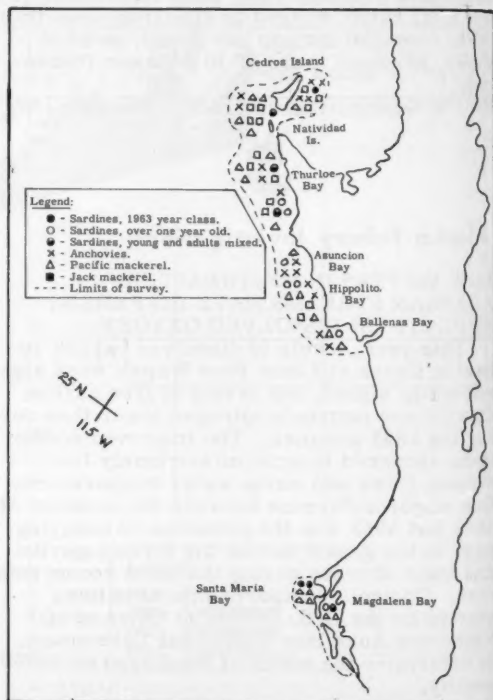 Cedros Island
Natividad
Is.
Thurloe
Bay
Legend:
- Sardines, 1963 year class.
- Sardines, over one year old.
- Sardines, young and adults mixed.
- Anchovies.
- Pacific mackerel.
- Jack mackerel.
- Limits of survey.
Asuncion
Bay
Hippolito
Bay
Ballenas Bay
25 N
115 W
Santa Maria
Bay
Magdalena Bay